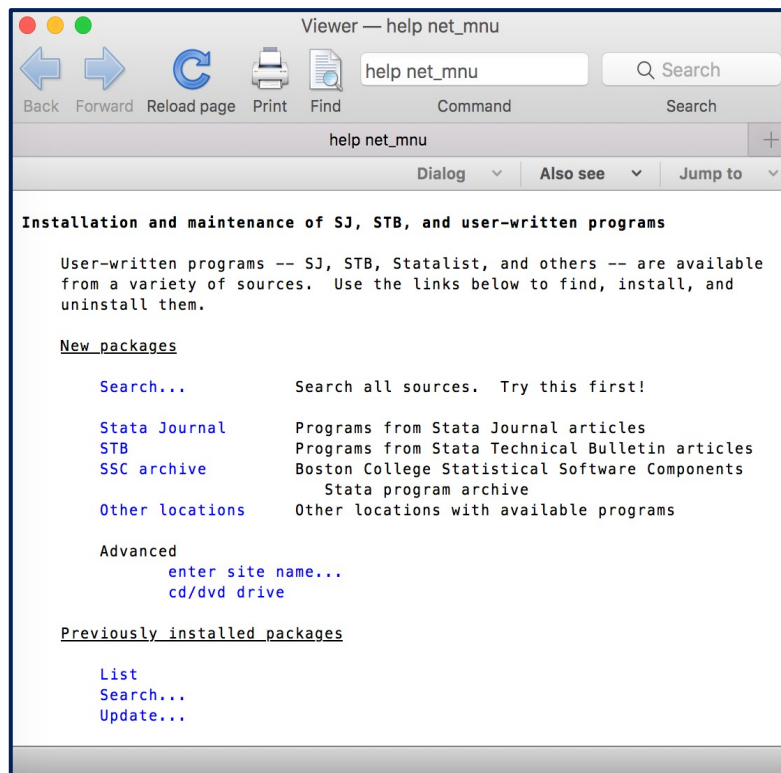 Viewer — help net_mnu
help net_mnu
Search
Back Forward Reload page Print Find Command Search
help net_mnu +
Dialog Also see Jump to
Installation and maintenance of SJ, STB, and user-written programs
User-written programs -- SJ, STB, Statalist, and others -- are available
from a variety of sources. Use the links below to find, install, and
uninstall them.
New packages
Search... Search all sources. Try this first!
Stata Journal Programs from Stata Journal articles
STB Programs from Stata Technical Bulletin articles
SSC archive Boston College Statistical Software Components
Stata program archive
Other locations Other locations with available programs
Advanced
enter site name...
cd/dvd drive
Previously installed packages
List
Search...
Update...